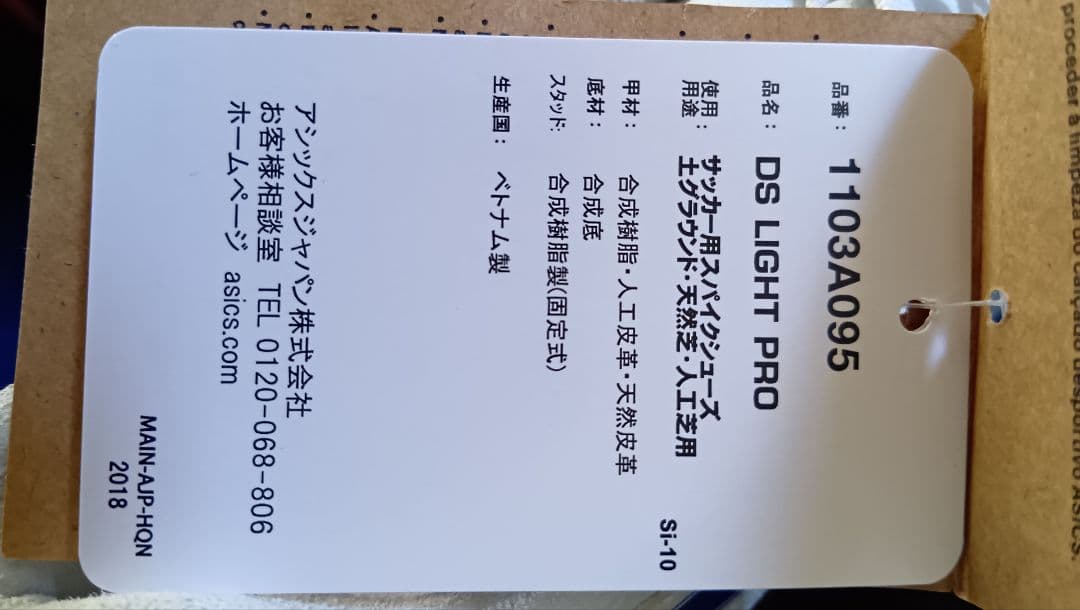 品番： 1103A095
品名： DS LIGHT PRO
使用： サッカー用スパイクシューズ
用途 土グラウンド・天然芝・人工芝用
Si-10
甲材： 合成樹脂・人工皮革・天然皮革
底材： 合成底
スタッド: 合成樹脂製(固定式)
生産国： ベトナム製
アシックスジャパン株式会社
お客様相談室 TEL 0120-068-806
ホームページ asics.com
MAIN-AJP-HQN
2018
proceder à limpeza do calçado desportivo ASICS.